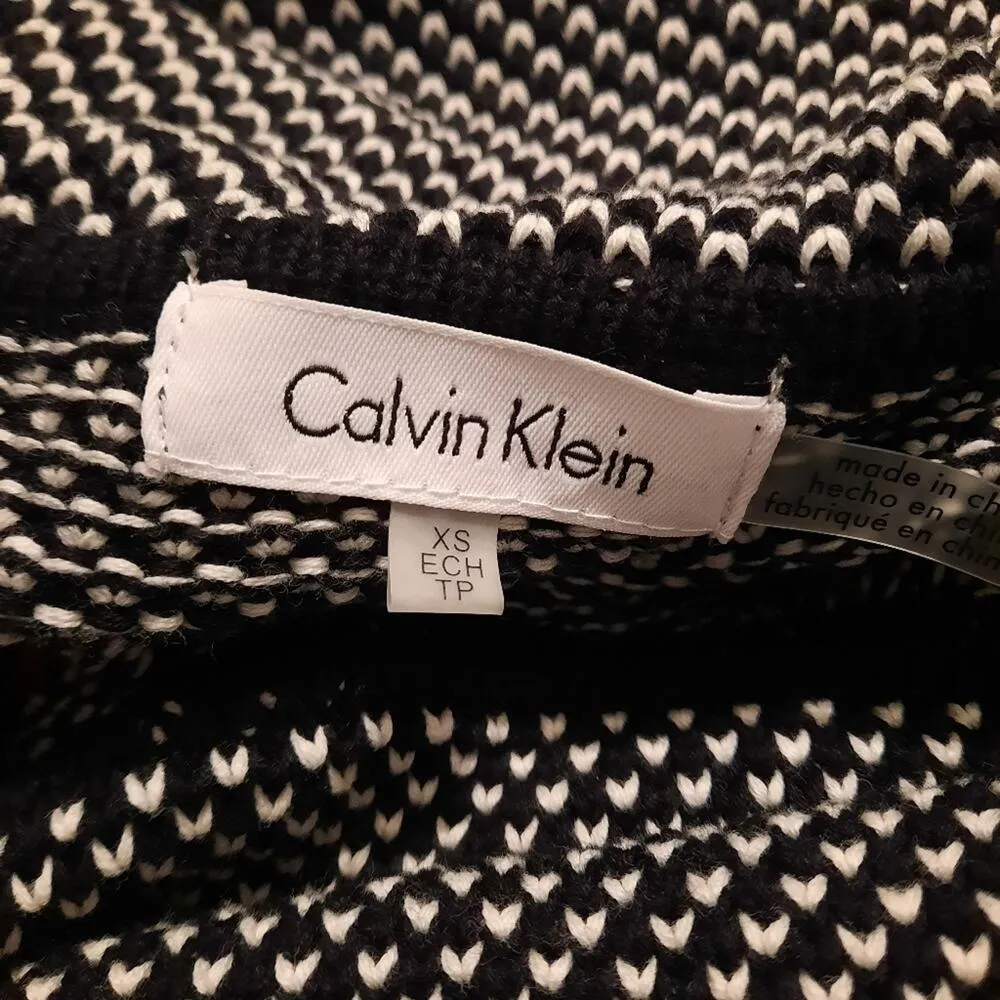 Calvin Klein
XS
ECH
TP
made in
hecho en
fabriqué en